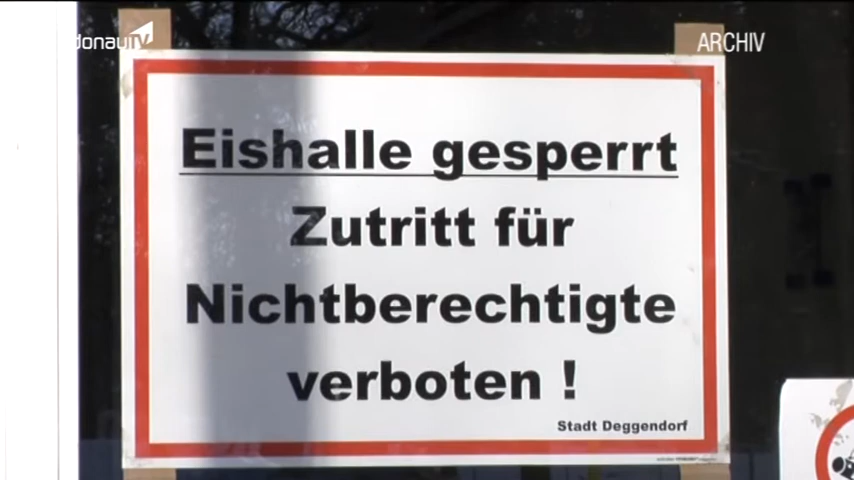 donauTV
ARCHIV
Eishalle gesperrt
Zutritt für
Nichtberechtigte
verboten !
Stadt Deggendorf